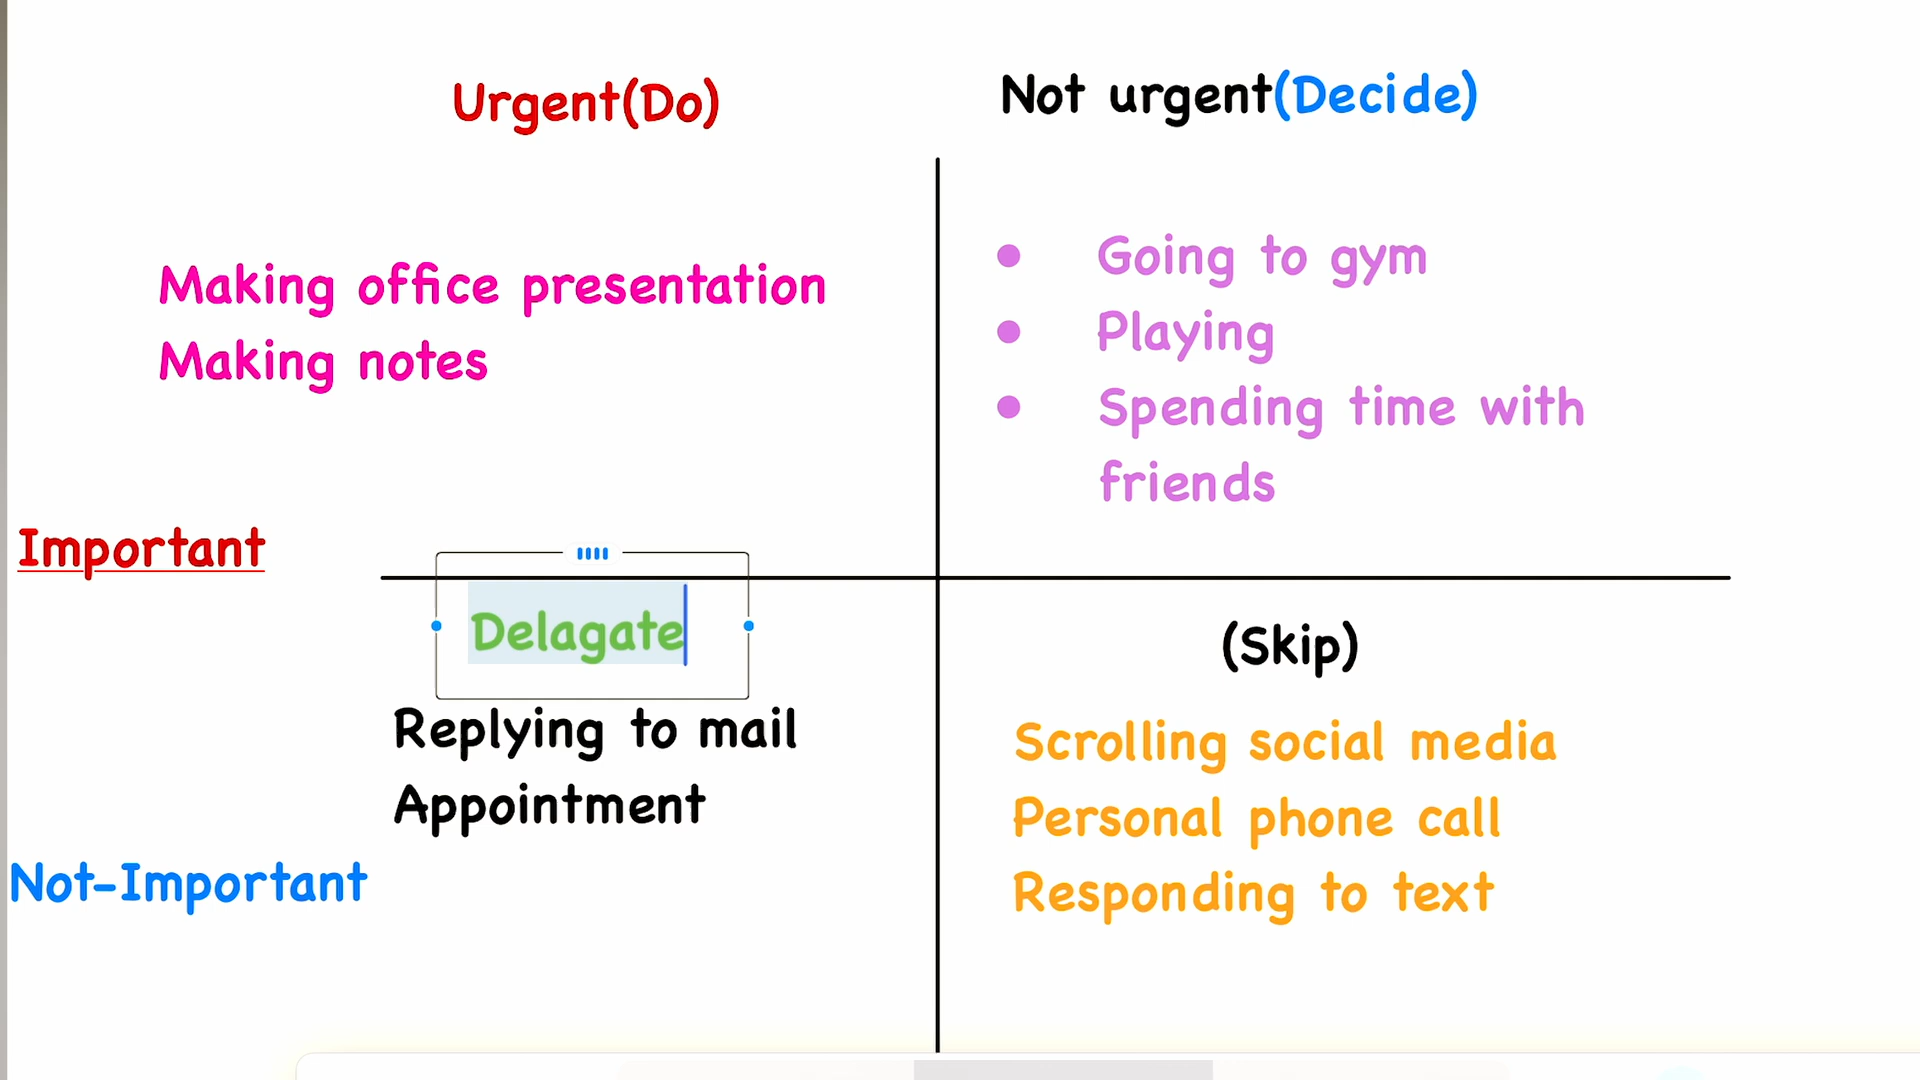 Urgent(Do)
Not urgent(Decide)
Making office presentation
Making notes
• Going to gym
• Playing
• Spending time with
friends
Important
Delagate
Replying to mail
Appointment
(Skip)
Scrolling social media
Personal phone call
Responding to text
Not-Important